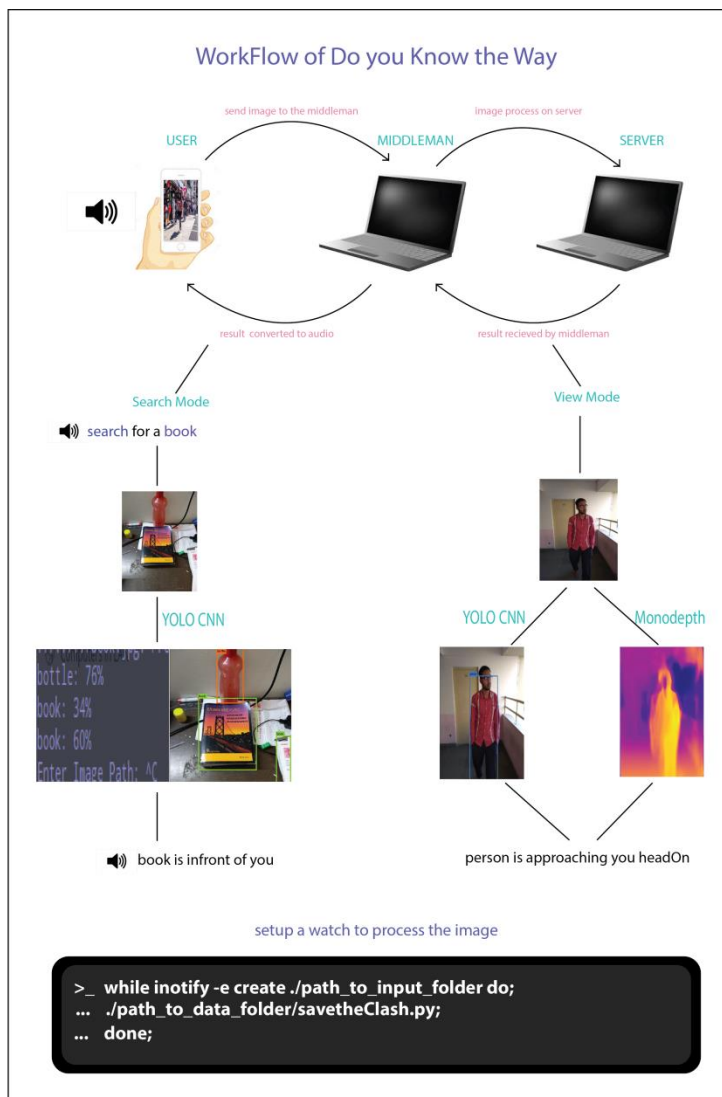 WorkFlow of Do you Know the Way
send image to the middleman
image process on server
USER
MIDDLEMAN
SERVER
result converted to audio
result recieved by middleman
Search Mode
View Mode
search for a book
YOLO CNN
YOLO CNN
Monodepth
bottle: 76%
book: 34%
book: 60%
Enter Image Path: ^C
book is infront of you
person is approaching you headOn
setup a watch to process the image
>_ while inotify -e create ./path_to_input_folder do;
... ./path_to_data_folder/savetheClash.py;
... done;